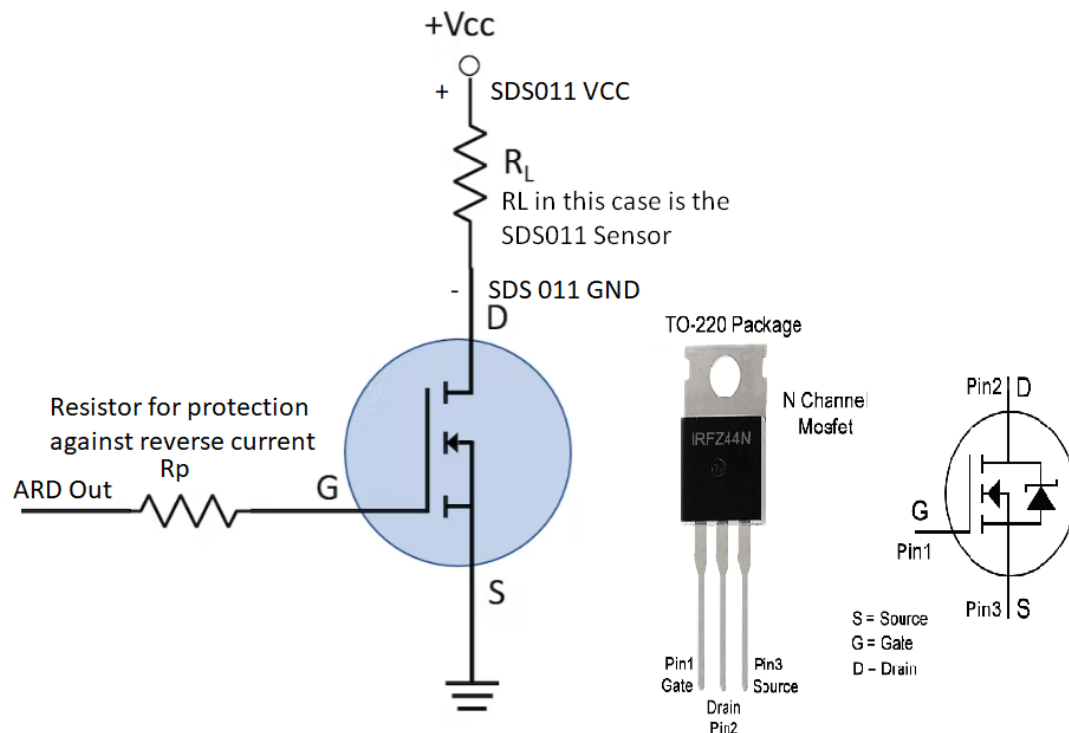 +Vcc
+ SDS011 VCC
RL
RL in this case is the
SDS011 Sensor
- SDS 011 GND
D
Resistor for protection
against reverse current
Rp
ARD Out
G
S
TO-220 Package
N Channel
Mosfet
IRFZ44N
Pin1
Gate
Drain
Pin2
Pin3
Source
Pin2 D
G
Pin1
Pin3 S
S = Source
G = Gate
D – Drain